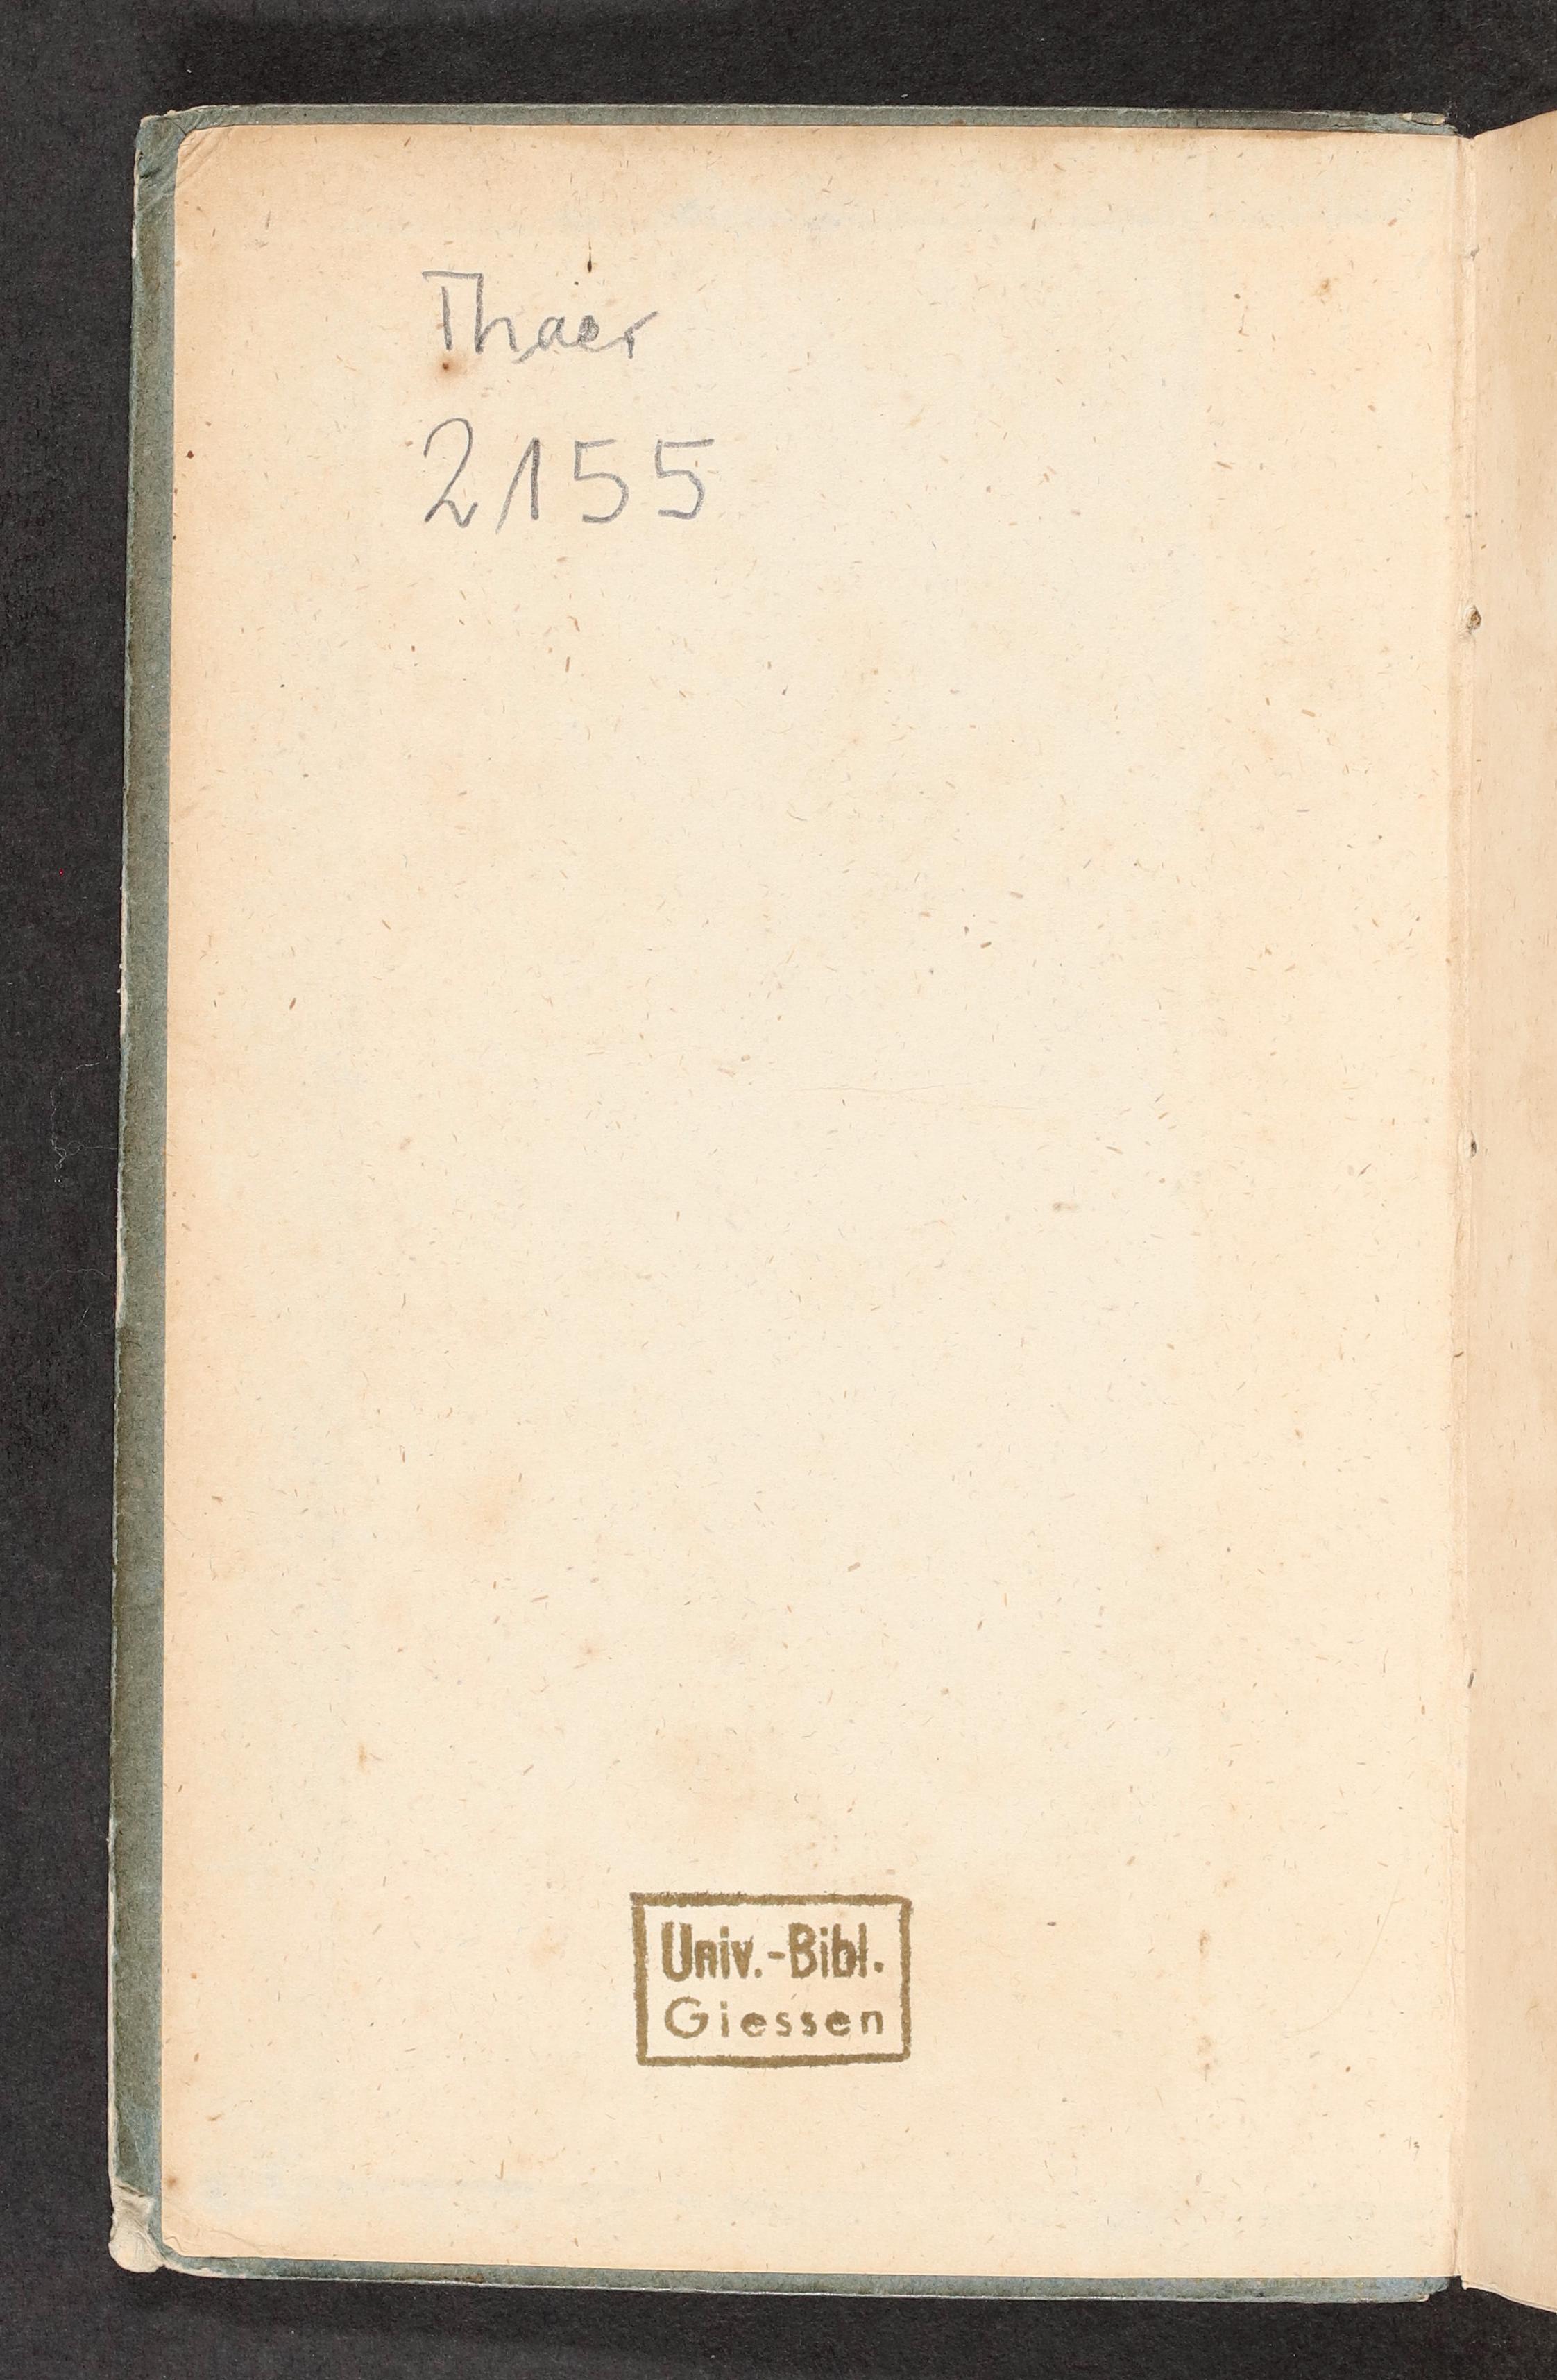 Thaer
2155
Univ.-Bibl.
Giessen